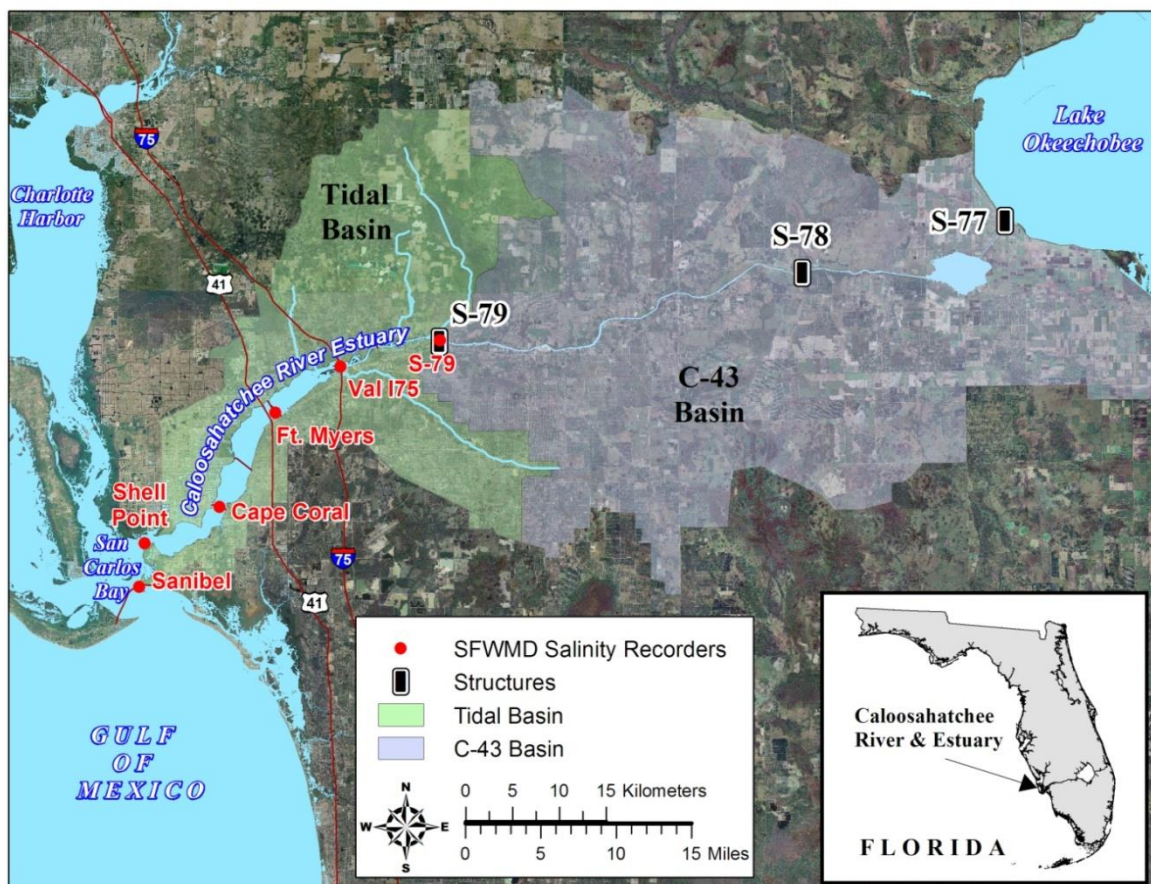 75
Lake
Okeechobee
Charlotte
Harbor
Tidal
Basin
S-77
S-78
41
S-79
S-79
Caloosahatchee River Estuary
Val I75
C-43
Basin
Ft. Myers
Shell
Point
Cape Coral
San
Carlos
Bay
Sanibel
75
41
GULF
OF
MEXICO
SFWMD Salinity Recorders
Structures
Tidal Basin
C-43 Basin
N
W
E
S
0 5 10 15 Kilometers
0 5 10 15 Miles
Caloosahatchee
River & Estuary
FLORIDA